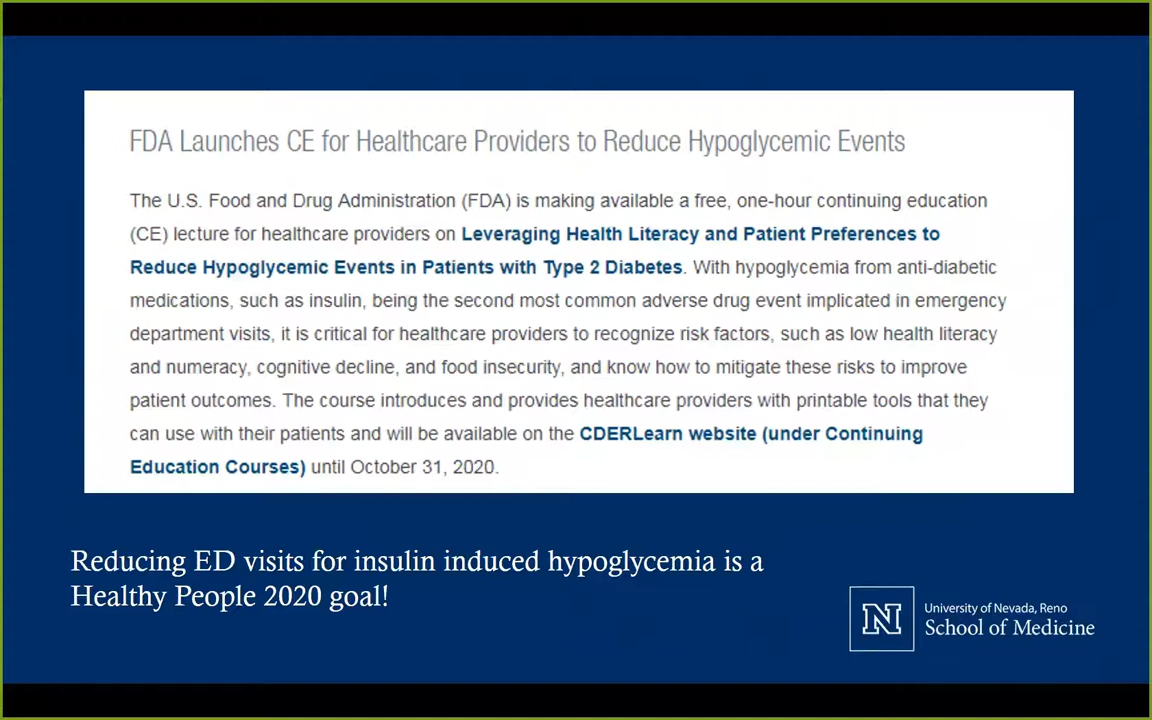 FDA Launches CE for Healthcare Providers to Reduce Hypoglycemic Events
The U.S. Food and Drug Administration (FDA) is making available a free, one-hour continuing education
(CE) lecture for healthcare providers on Leveraging Health Literacy and Patient Preferences to
Reduce Hypoglycemic Events in Patients with Type 2 Diabetes. With hypoglycemia from anti-diabetic
medications, such as insulin, being the second most common adverse drug event implicated in emergency
department visits, it is critical for healthcare providers to recognize risk factors, such as low health literacy
and numeracy, cognitive decline, and food insecurity, and know how to mitigate these risks to improve
patient outcomes. The course introduces and provides healthcare providers with printable tools that they
can use with their patients and will be available on the CDERLearn website (under Continuing
Education Courses) until October 31, 2020.
Reducing ED visits for insulin induced hypoglycemia is a
Healthy People 2020 goal!
N
University of Nevada, Reno
School of Medicine